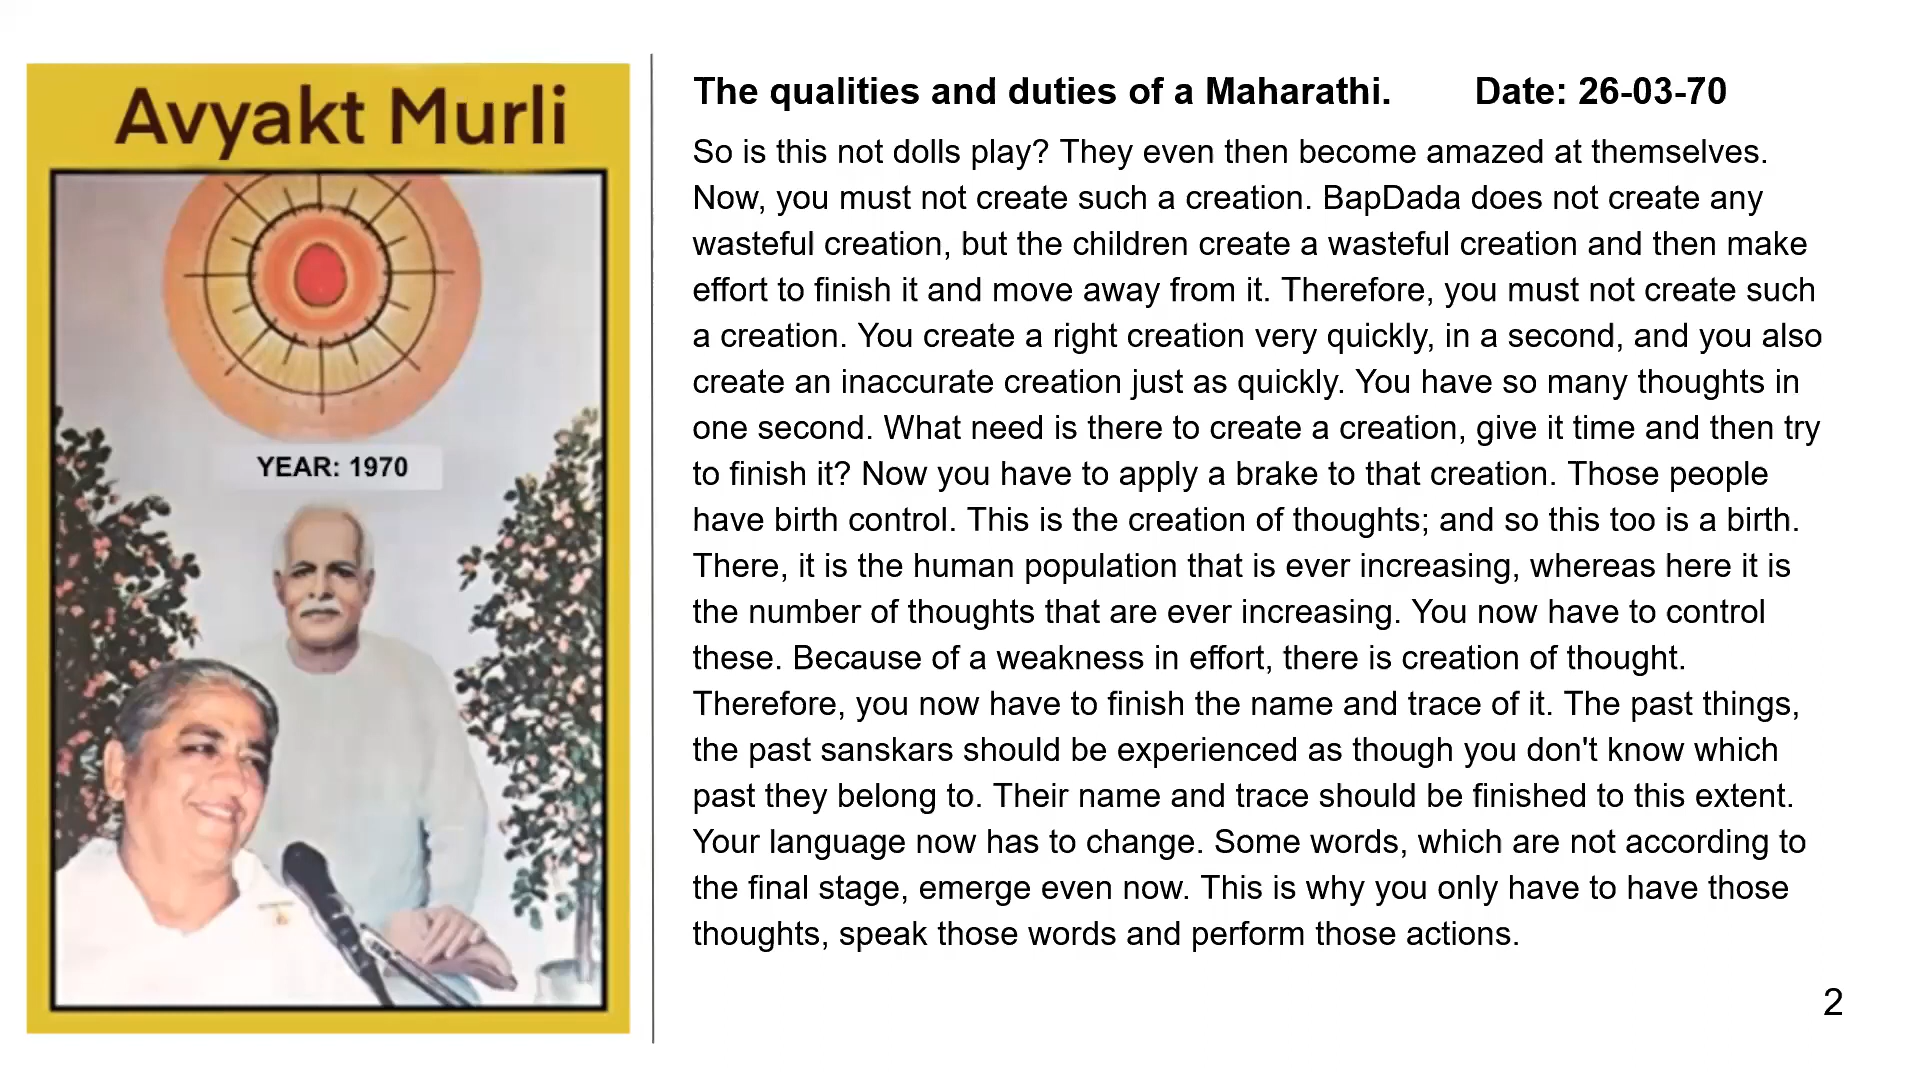 Avyakt Murli
YEAR: 1970
The qualities and duties of a Maharathi. Date: 26-03-70
So is this not dolls play? They even then become amazed at themselves.
Now, you must not create such a creation. BapDada does not create any
wasteful creation, but the children create a wasteful creation and then make
effort to finish it and move away from it. Therefore, you must not create such
a creation. You create a right creation very quickly, in a second, and you also
create an inaccurate creation just as quickly. You have so many thoughts in
one second. What need is there to create a creation, give it time and then try
to finish it? Now you have to apply a brake to that creation. Those people
have birth control. This is the creation of thoughts; and so this too is a birth.
There, it is the human population that is ever increasing, whereas here it is
the number of thoughts that are ever increasing. You now have to control
these. Because of a weakness in effort, there is creation of thought.
Therefore, you now have to finish the name and trace of it. The past things,
the past sanskars should be experienced as though you don't know which
past they belong to. Their name and trace should be finished to this extent.
Your language now has to change. Some words, which are not according to
the final stage, emerge even now. This is why you only have to have those
thoughts, speak those words and perform those actions.
2